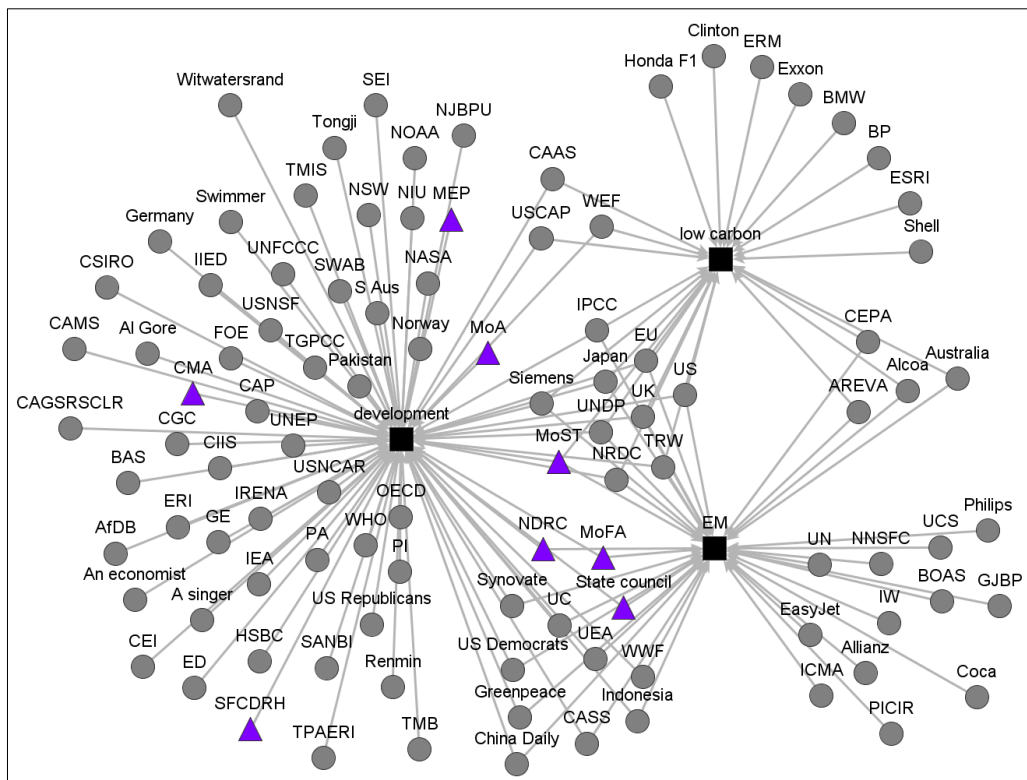 Clinton
Honda F1
ERM
Exxon
BMW
BP
ESRI
Shell
Witwatersrand
SEI
NJBPU
Tongji
NOAA
CAAS
TMIS
NSW
NIU
MEP
WEF
USCAP
Swimmer
Germany
UNFCCC
SWAB
NASA
low carbon
IIED
CSIRO
S Aus
USNSF
Norway
MoA
IPCC
EU
CEPA
CAMS
Al Gore
FOE
TGPCC
Pakistan
Japan
US
Alcoa
Australia
CMA
CAP
Siemens
AREVA
CAGSRSCLR
CGC
UNEP
development
UNDP
UK
BAS
CIIS
USNCAR
MoST
NRDC
TRW
AfDB
ERI
GE
IRENA
OECD
PA
WHO
PI
NDRC
MoFA
EM
Philips
UCS
UN
NNSFC
An economist
IEA
Synovate
UC
State council
BOAS
GJBP
IW
A singer
US Republicans
EasyJet
CEI
HSBC
SANBI
US Democrats
UEA
WWF
Allianz
ED
Renmin
ICMA
Coca
SFCDRH
Greenpeace
Indonesia
PICIR
TPAERI
TMB
China Daily
CASS